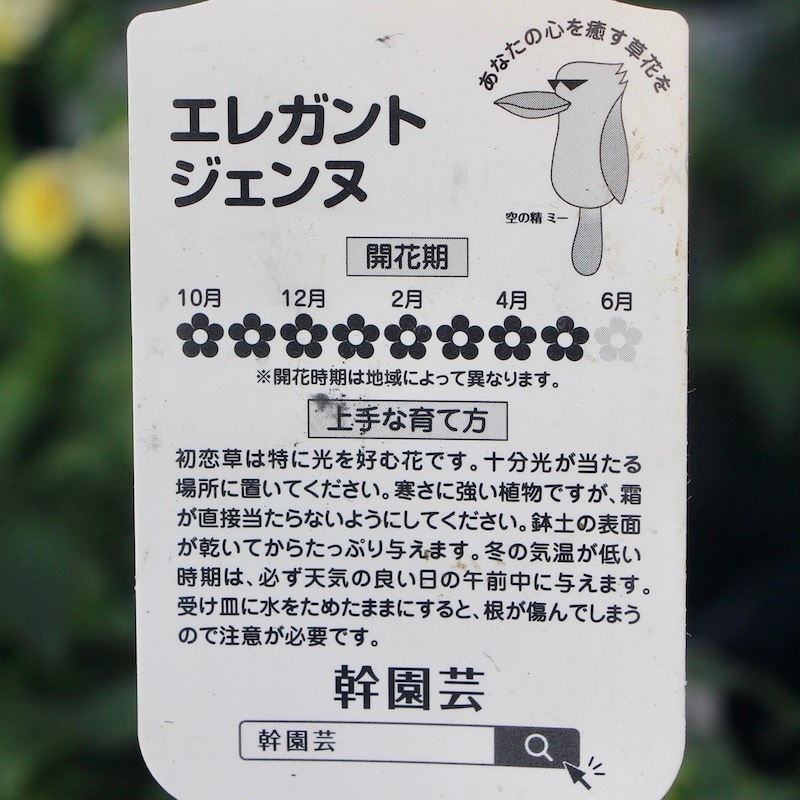 あなたの心を癒す草花を
エレガント
ジェンヌ
空の精 ミー
開花期
10月 12月 2月 4月 6月
※開花時期は地域によって異なります。
上手な育て方
初恋草は特に光を好む花です。十分光が当たる
場所に置いてください。寒さに強い植物ですが、霜
が直接当たらないようにしてください。鉢土の表面
が乾いてからたっぷり与えます。冬の気温が低い
時期は、必ず天気の良い日の午前中に与えます。
受け皿に水をためたままにすると、根が傷んでしまう
ので注意が必要です。
幹園芸
幹園芸